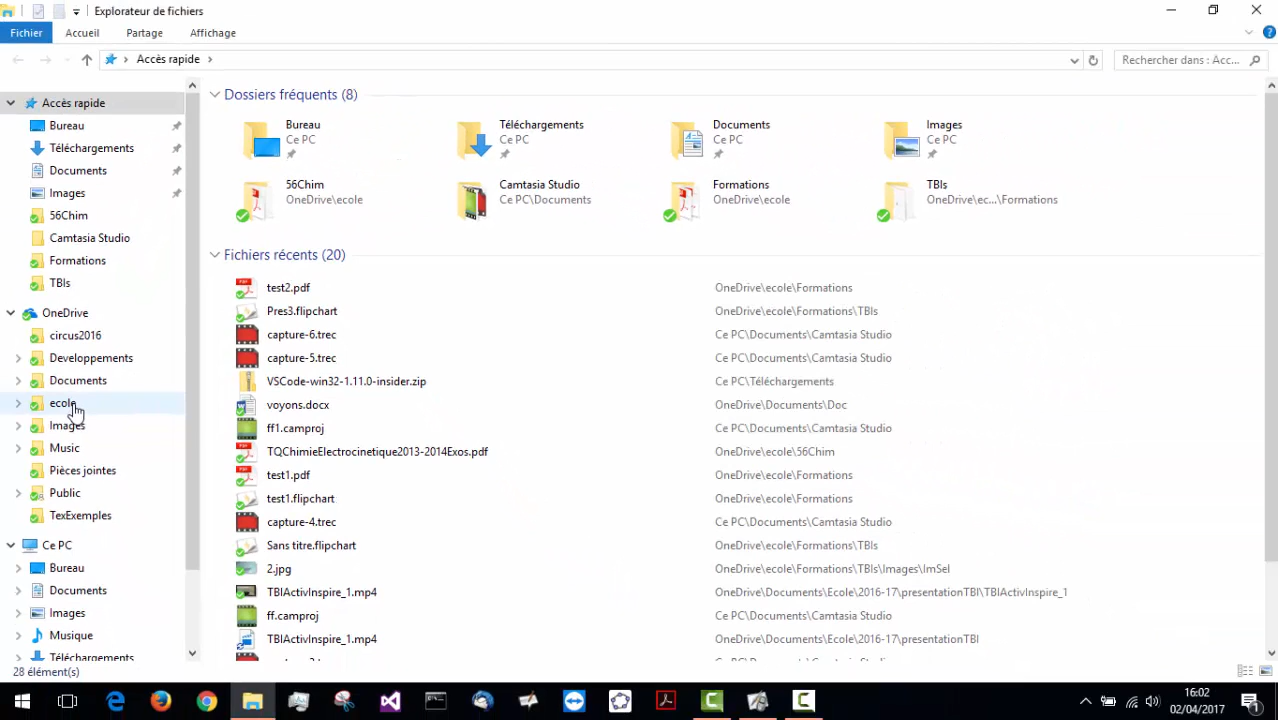 Explorateur de fichiers
Fichier
Accueil
Partage
Affichage
Accès rapide
Rechercher dans : Acc...
Accès rapide
Bureau
Téléchargements
Documents
Images
56Chim
Camtasia Studio
Formations
TBIs
OneDrive
circus2016
Developpements
Documents
ecole
Images
Music
Pièces jointes
Public
TexExemples
Ce PC
Bureau
Documents
Images
Musique
Téléchargements
Dossiers fréquents (8)
Bureau
Ce PC
Téléchargements
Ce PC
Documents
Ce PC
Images
Ce PC
56Chim
OneDrive\ecole
Camtasia Studio
Ce PC\Documents
Formations
OneDrive\ecole
TBIs
OneDrive\ec...\Formations
Fichiers récents (20)
test2.pdf OneDrive\ecole\Formations
Pres3.flipchart OneDrive\ecole\Formations\TBIs
capture-6.trec Ce PC\Documents\Camtasia Studio
capture-5.trec Ce PC\Documents\Camtasia Studio
VSCode-win32-1.11.0-insider.zip Ce PC\Téléchargements
voyons.docx OneDrive\Documents\Doc
ff1.camproj Ce PC\Documents\Camtasia Studio
TQChimieElectrocinetique2013-2014Exos.pdf OneDrive\ecole\56Chim
test1.pdf OneDrive\ecole\Formations
test1.flipchart OneDrive\ecole\Formations
capture-4.trec Ce PC\Documents\Camtasia Studio
Sans titre.flipchart OneDrive\ecole\Formations\TBIs
2.jpg OneDrive\ecole\Formations\TBIs\Images\ImSel
TBIActivInspire_1.mp4 OneDrive\Documents\Ecole\2016-17\presentationTBI\TBIActivInspire_1
ff.camproj Ce PC\Documents\Camtasia Studio
TBIActivInspire_1.mp4 OneDrive\Documents\Ecole\2016-17\presentationTBI
28 élément(s)
16:02
02/04/2017